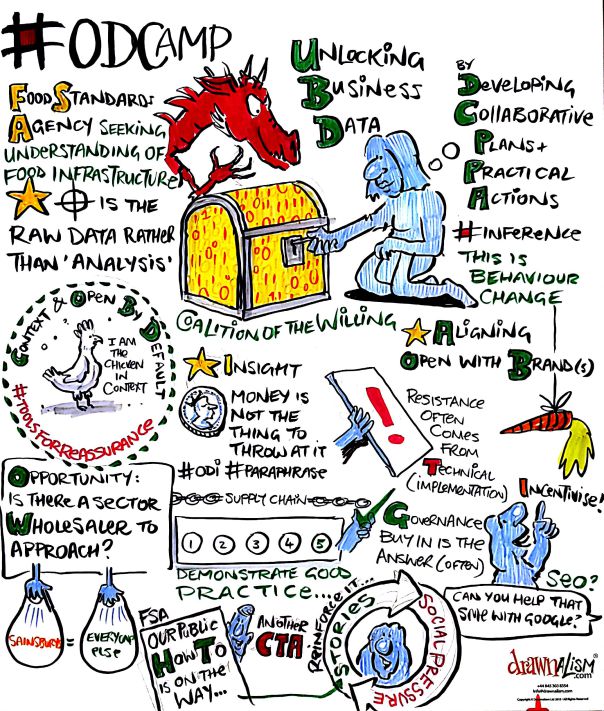 #ODCAMP
FOOD STANDARDS
AGENCY SEEKING
UNDERSTANDING OF
FOOD INFRASTRUCTURE
IS THE
RAW DATA RATHER
THAN 'ANALYSIS'
UNLOCKING
BUSINESS
DATA
BY
DEVELOPING
COLLABORATIVE
PLANS +
PRACTICAL
ACTIONS
#INFERENCE
THIS IS
BEHAVIOUR
CHANGE
COALITION OF THE WILLING
CONTEXT & OPEN BY DEFAULT
I AM
THE
CHICKEN
IN
CONTEXT
#TOOLSFORREASSURANCE
INSIGHT
MONEY IS
NOT THE
THING TO
THROW AT IT
#ODI #PARAPHRASE
!
ALIGNING
OPEN WITH BRAND(S)
RESISTANCE
OFTEN
COMES
FROM
TECHNICAL
(IMPLEMENTATION)
INCENTIVISE!
OPPORTUNITY:
IS THERE A SECTOR
WHOLESALER TO
APPROACH?
SAINSBURYS = EVERYONE
ELSE
SUPPLY CHAIN
1 2 3 4 5
DEMONSTRATE GOOD
PRACTICE...
GOVERNANCE
BUY IN IS THE
ANSWER (OFTEN)
SEO?
CAN YOU HELP THAT
SAVE WITH GOOGLE?
FSA
OUR PUBLIC
HOW TO
IS ON THE
WAY...
ANOTHER
CTA
REINFORCE IT...
STORIES
SOCIAL PRESSURE
drawnalism
.com
+44 845 303 8354
info@drawnalism.com